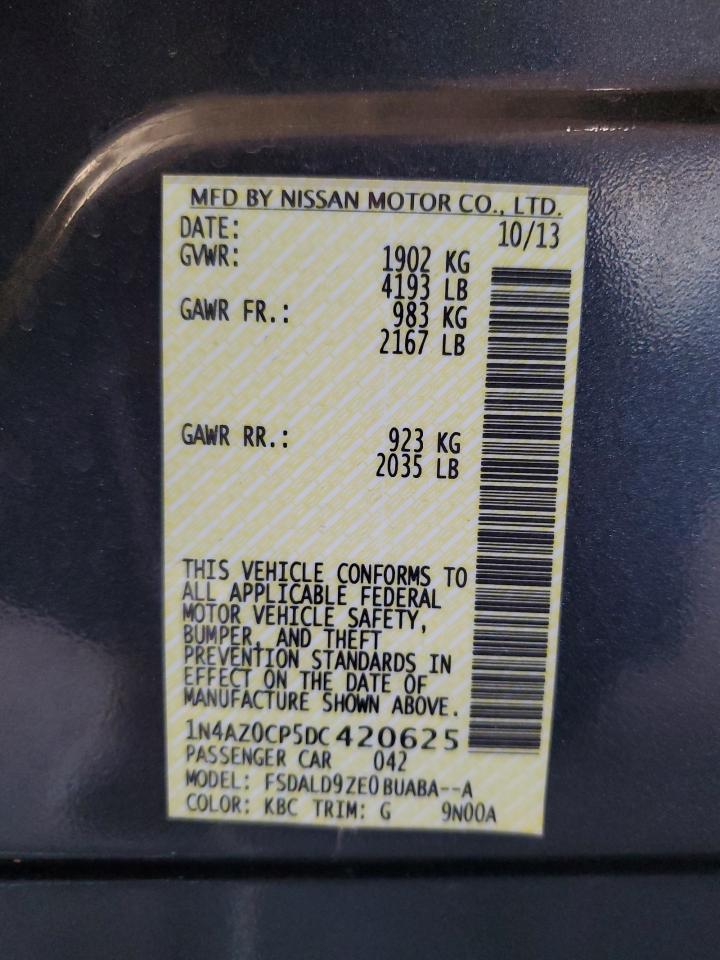 MFD BY NISSAN MOTOR CO., LTD.
DATE: 10/13
GVWR: 1902 KG
4193 LB
GAWR FR.: 983 KG
2167 LB
GAWR RR.: 923 KG
2035 LB
THIS VEHICLE CONFORMS TO
ALL APPLICABLE FEDERAL
MOTOR VEHICLE SAFETY,
BUMPER, AND THEFT
PREVENTION STANDARDS IN
EFFECT ON THE DATE OF
MANUFACTURE SHOWN ABOVE.
1N4AZ0CP5DC420625
PASSENGER CAR 042
MODEL: FSDALD9ZE0BUABA--A
COLOR: KBC TRIM: G 9N00A